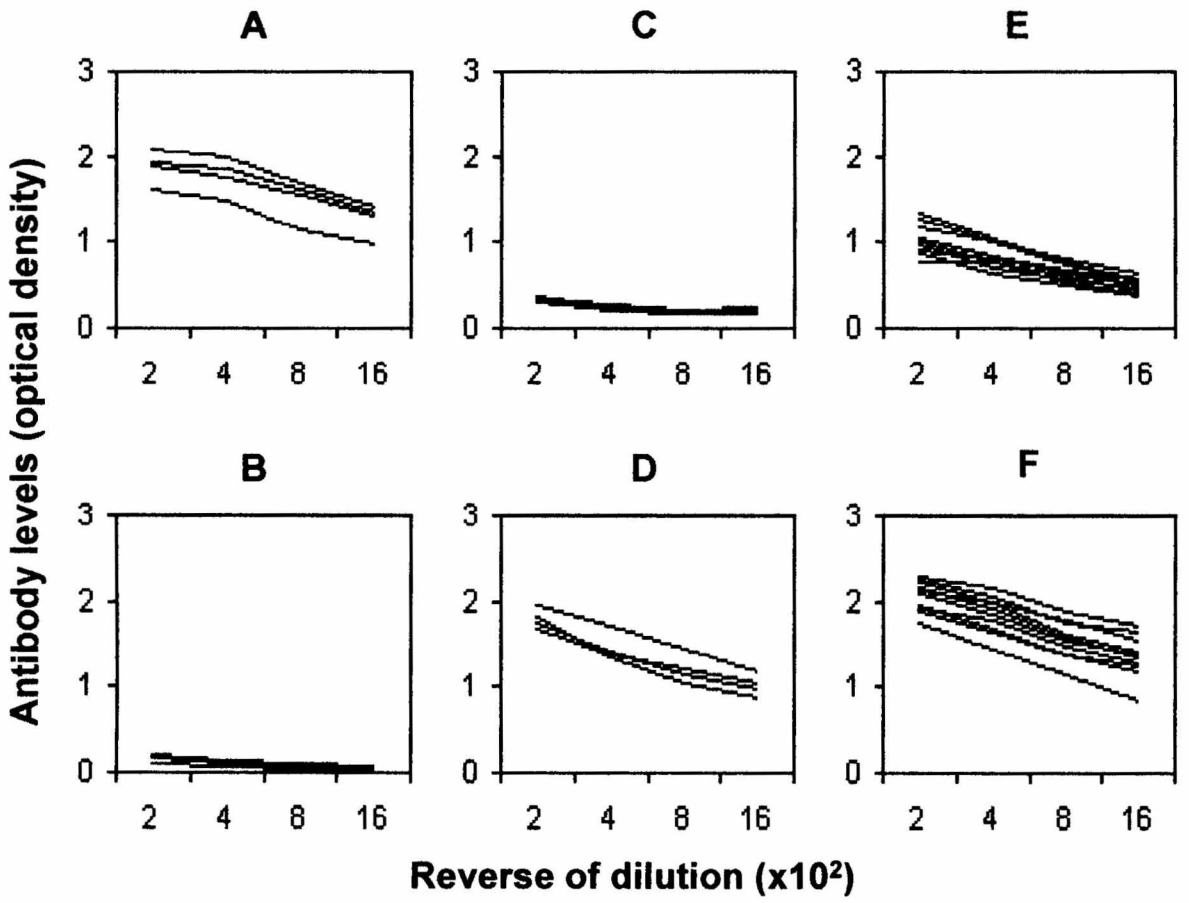 A C E
3 3 3
2 2 2
1 1 1
0 0 0
2 4 8 16 2 4 8 16 2 4 8 16
B D F
3 3 3
2 2 2
1 1 1
0 0 0
2 4 8 16 2 4 8 16 2 4 8 16
Antibody levels (optical density)
Reverse of dilution (x10²)